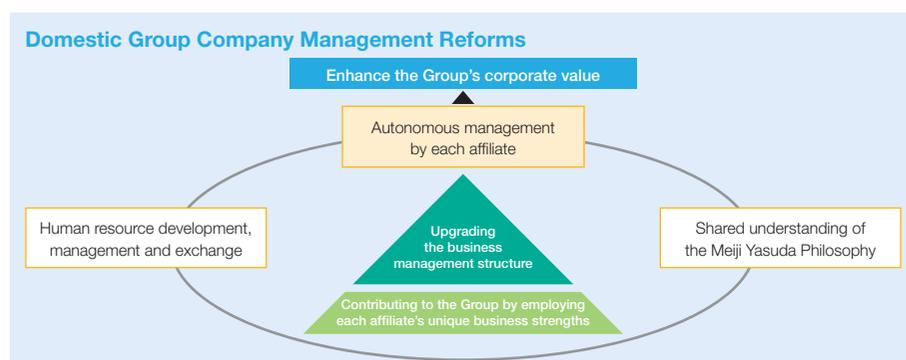 Domestic Group Company Management Reforms
Enhance the Group's corporate value
Autonomous management
by each affiliate
Human resource development,
management and exchange
Shared understanding of
the Meiji Yasuda Philosophy
Upgrading
the business
management structure
Contributing to the Group by employing
each affiliate's unique business strengths